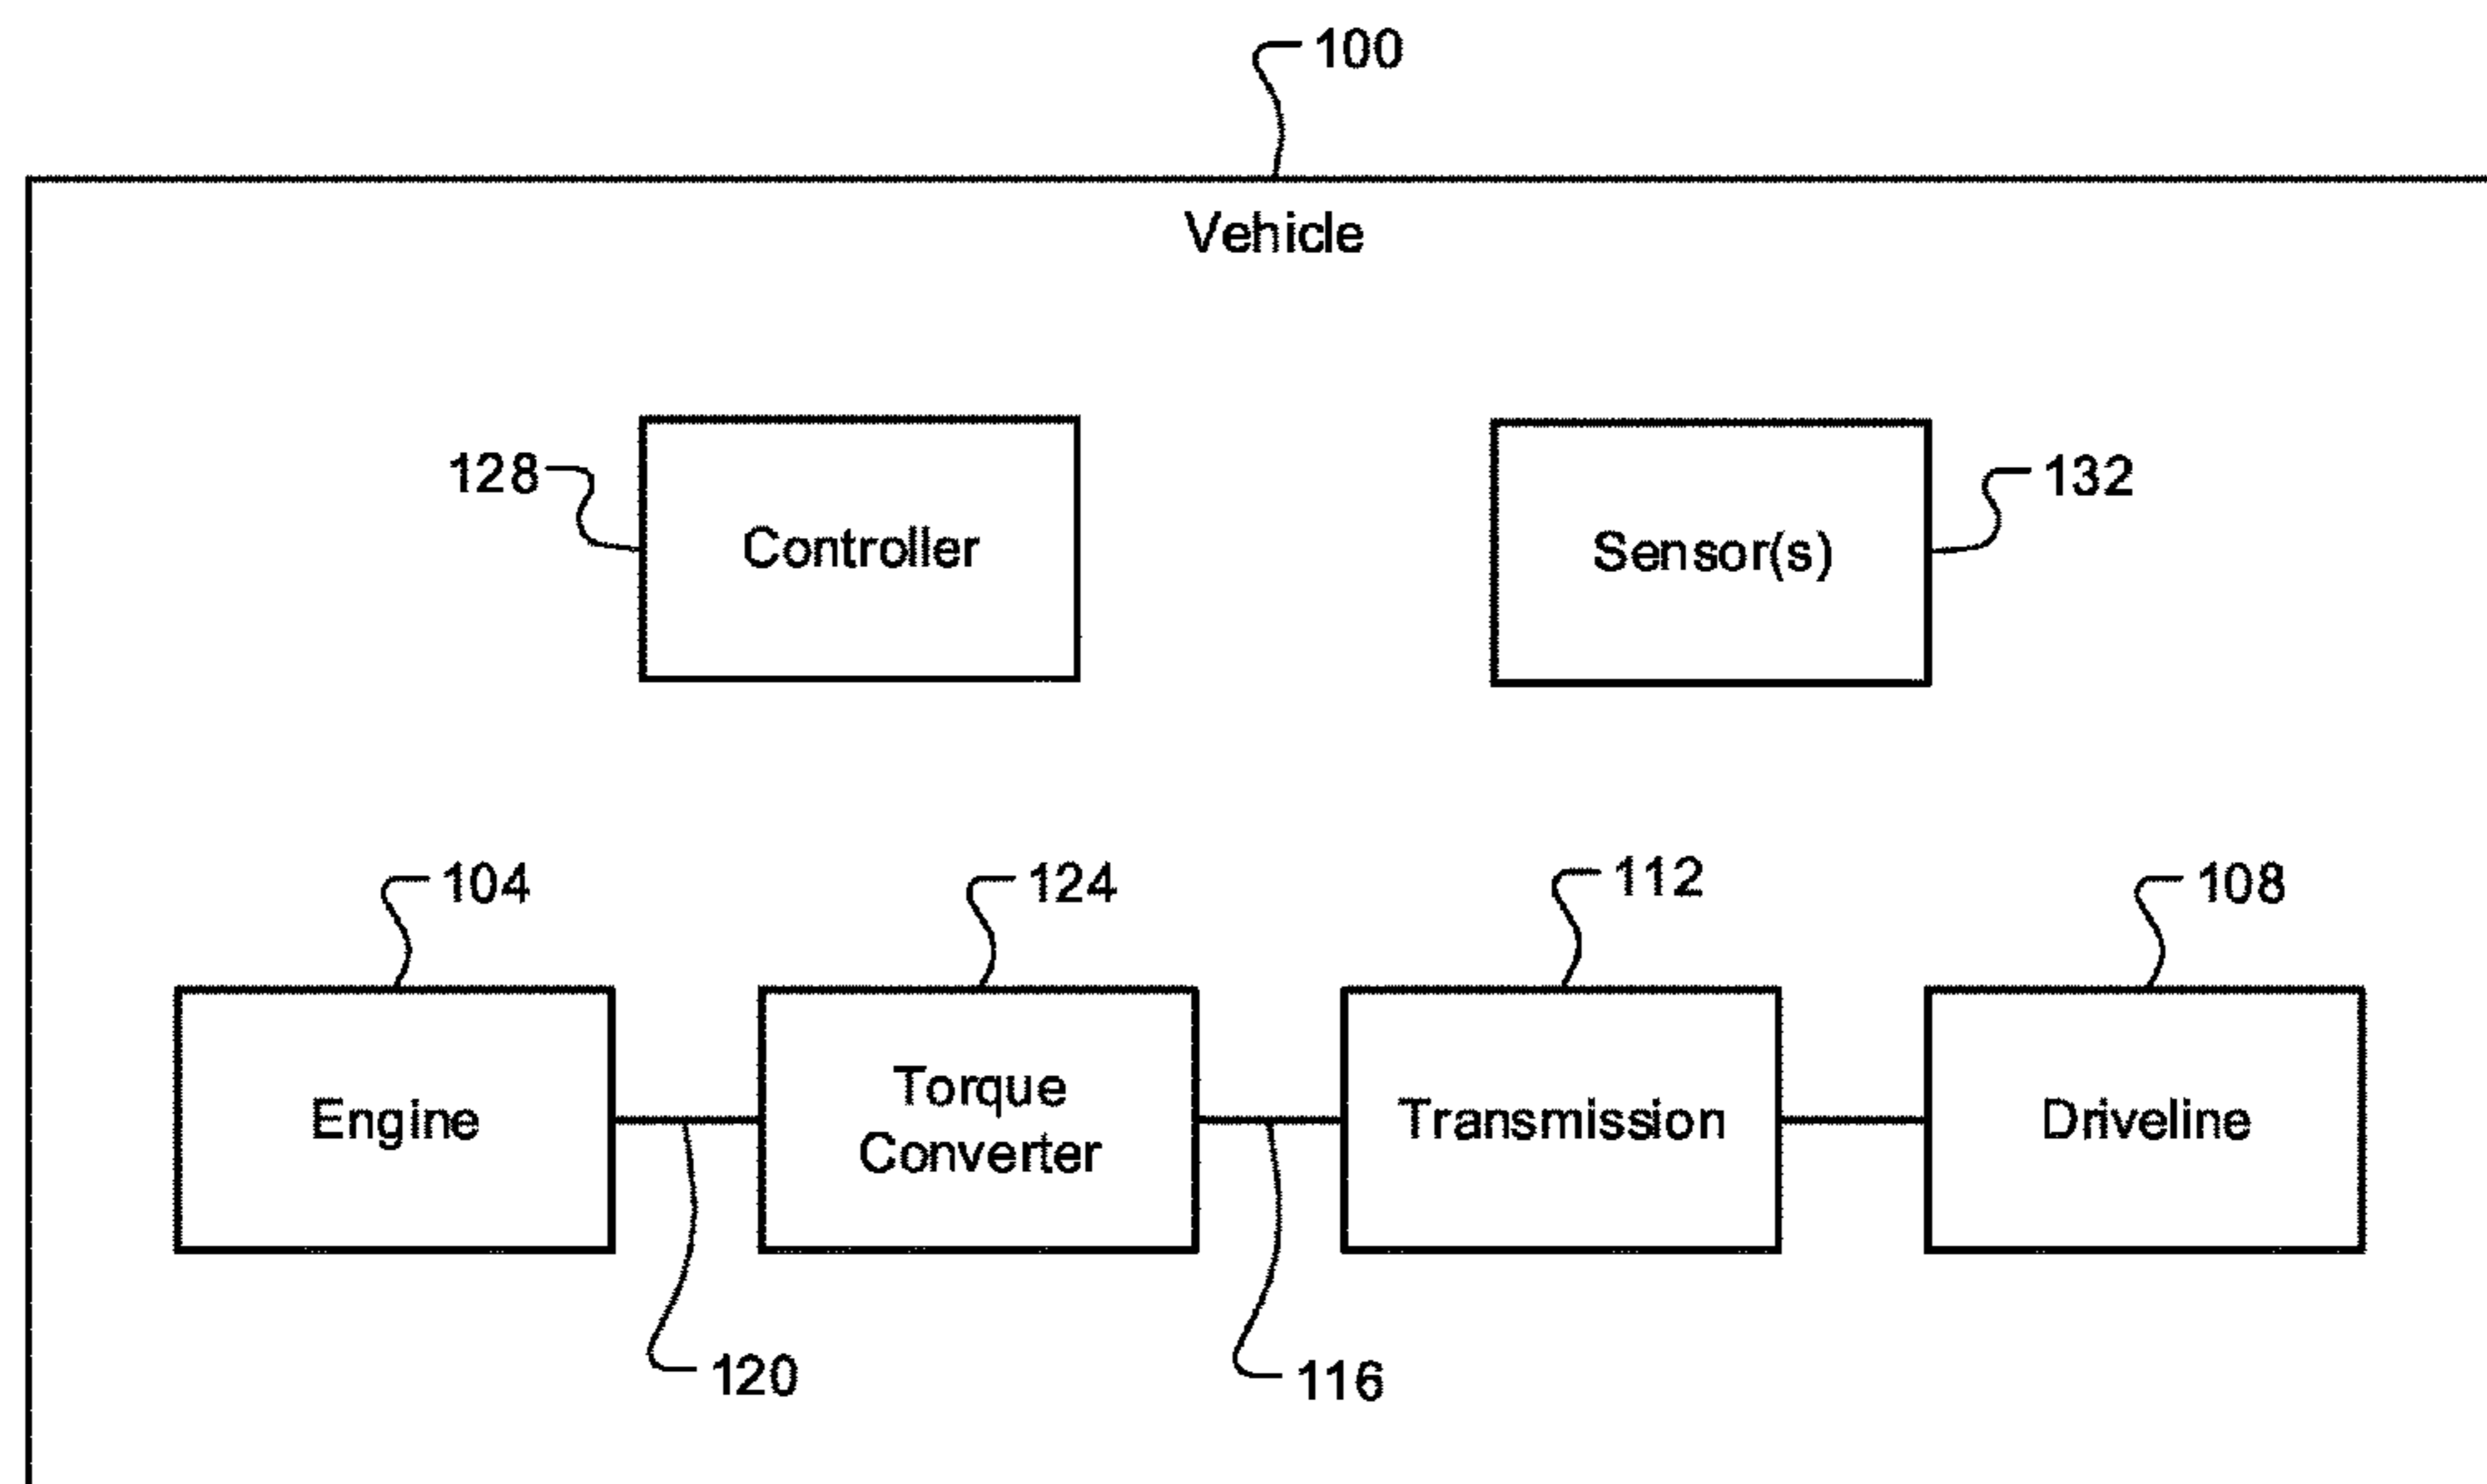 100
Vehicle
128
Controller
Sensor(s)
132
104
124
112
108
Engine
Torque
Converter
Transmission
Driveline
120
116